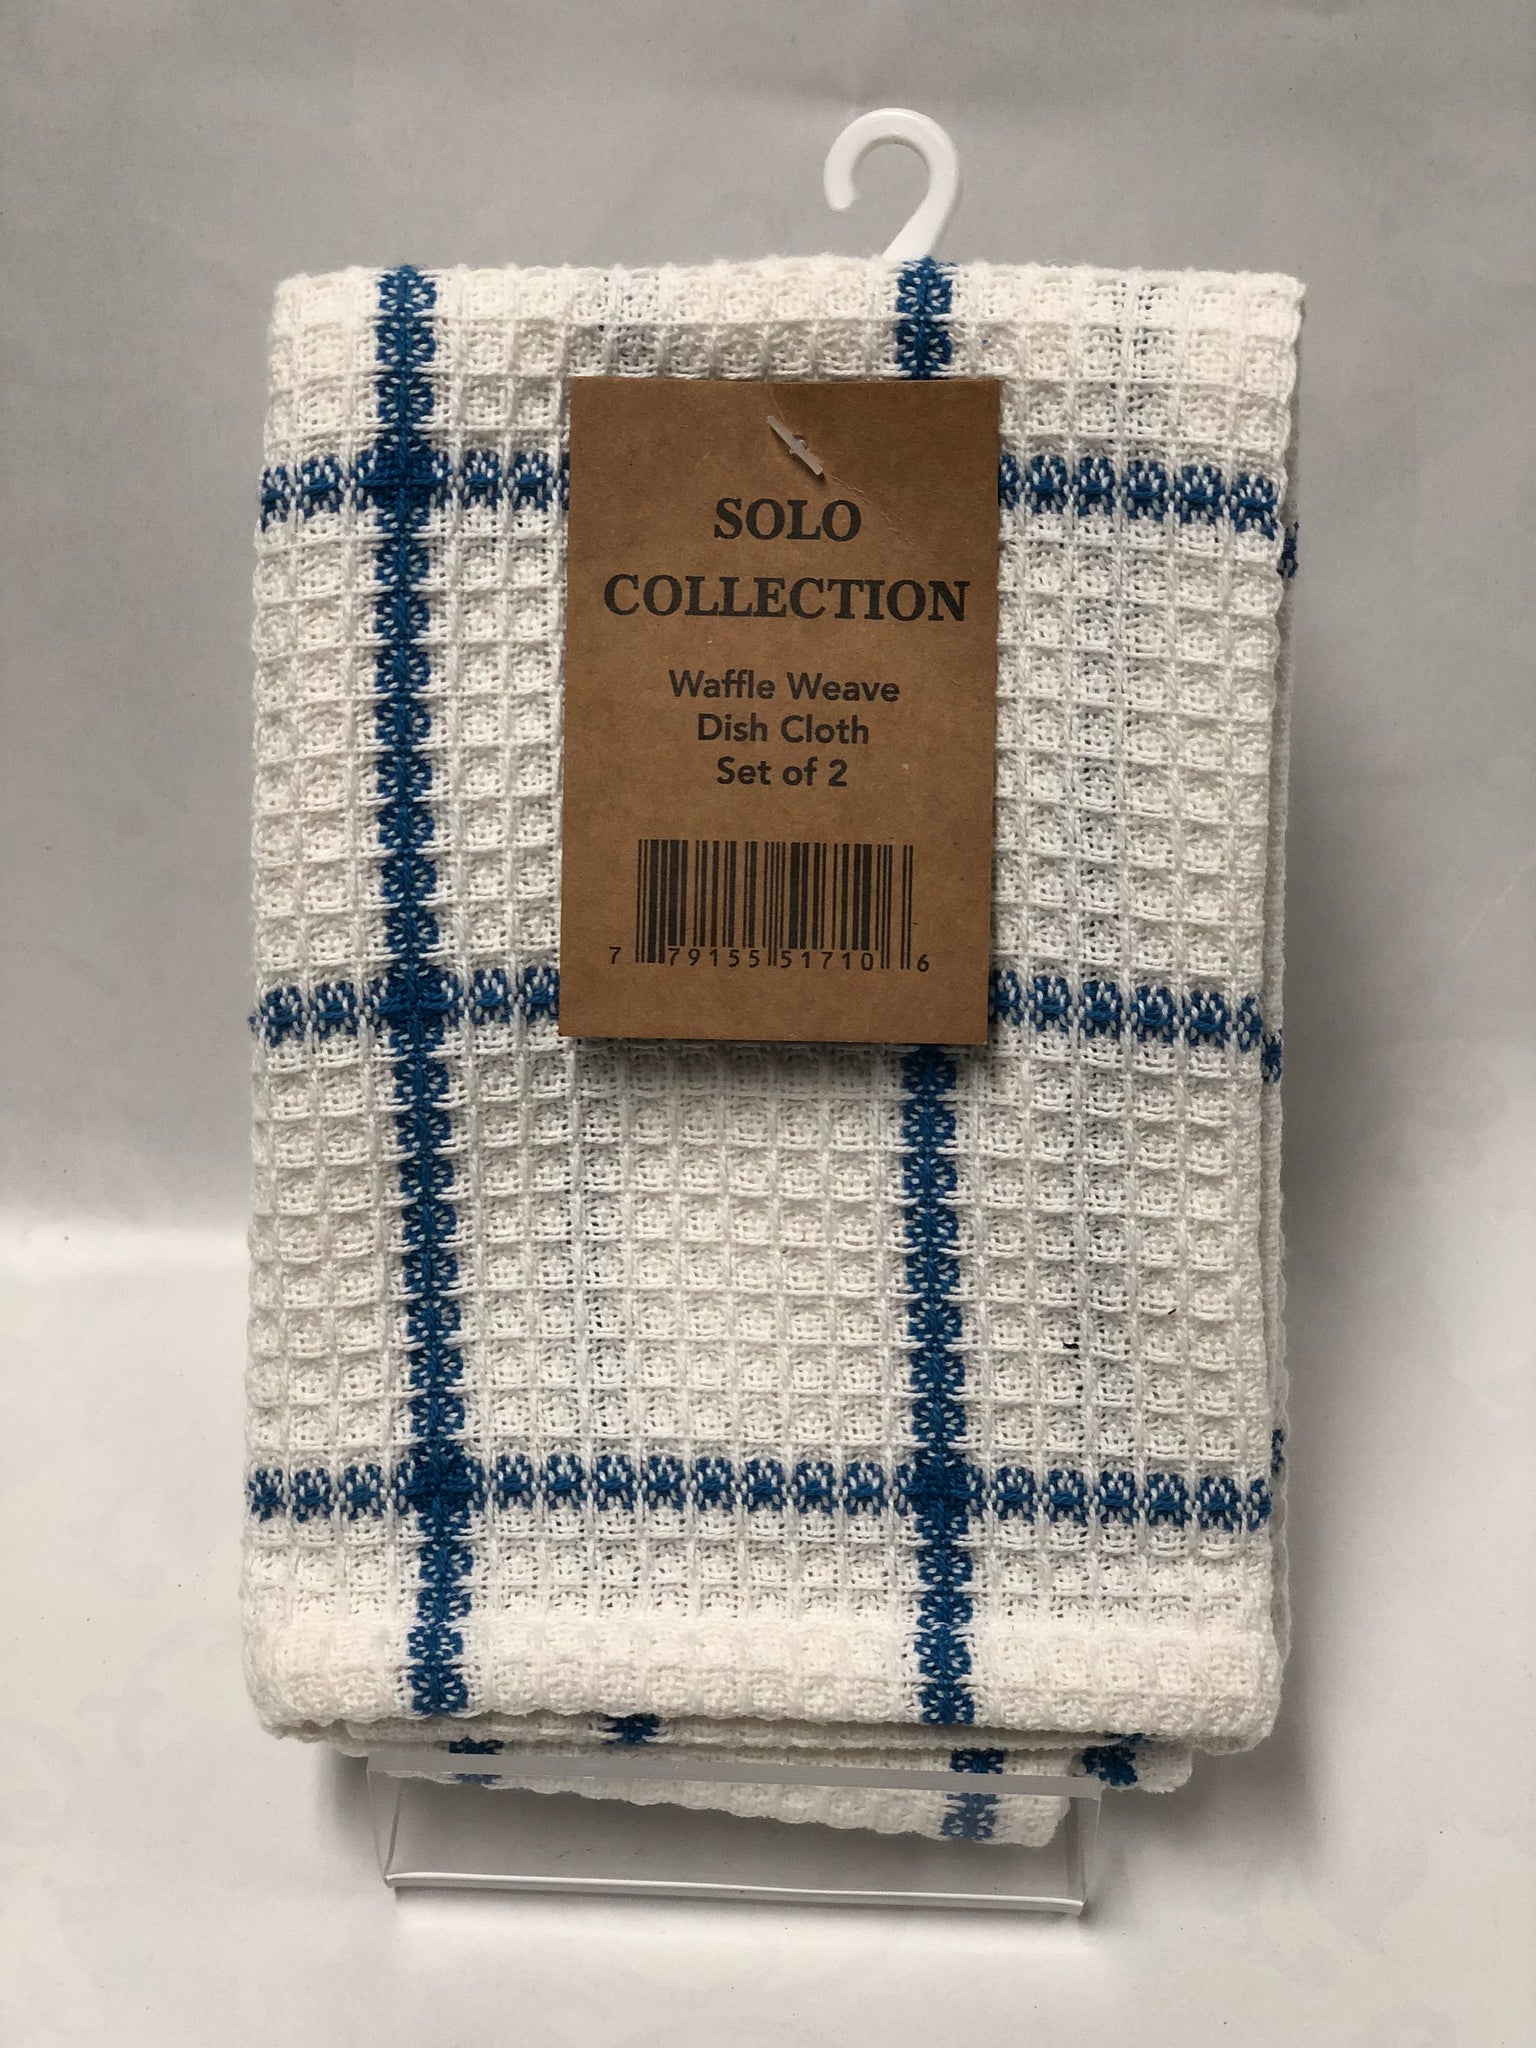 SOLO
COLLECTION
Waffle Weave
Dish Cloth
Set of 2
7 79155 51710 6